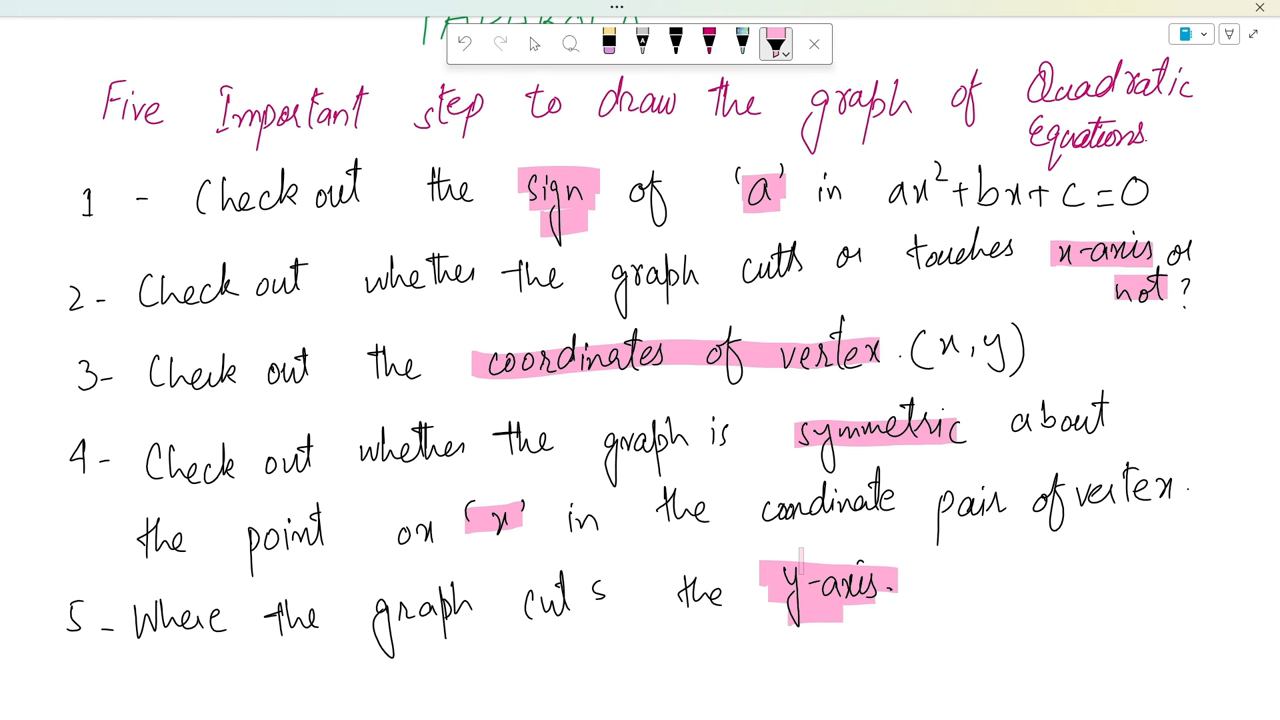 Five Important step to draw the graph of Quadratic
Equations.
1 - Check out the sign of 'a' in ax²+bx+c=0
2- Check out whether the graph cuts or touches x-axis or
not?
3- Check out the coordinates of vertex. (x,y)
4- Check out whether the graph is symmetric about
the point or 'x' in the coordinate pair of vertex.
5- Where the graph cuts the y-axis.